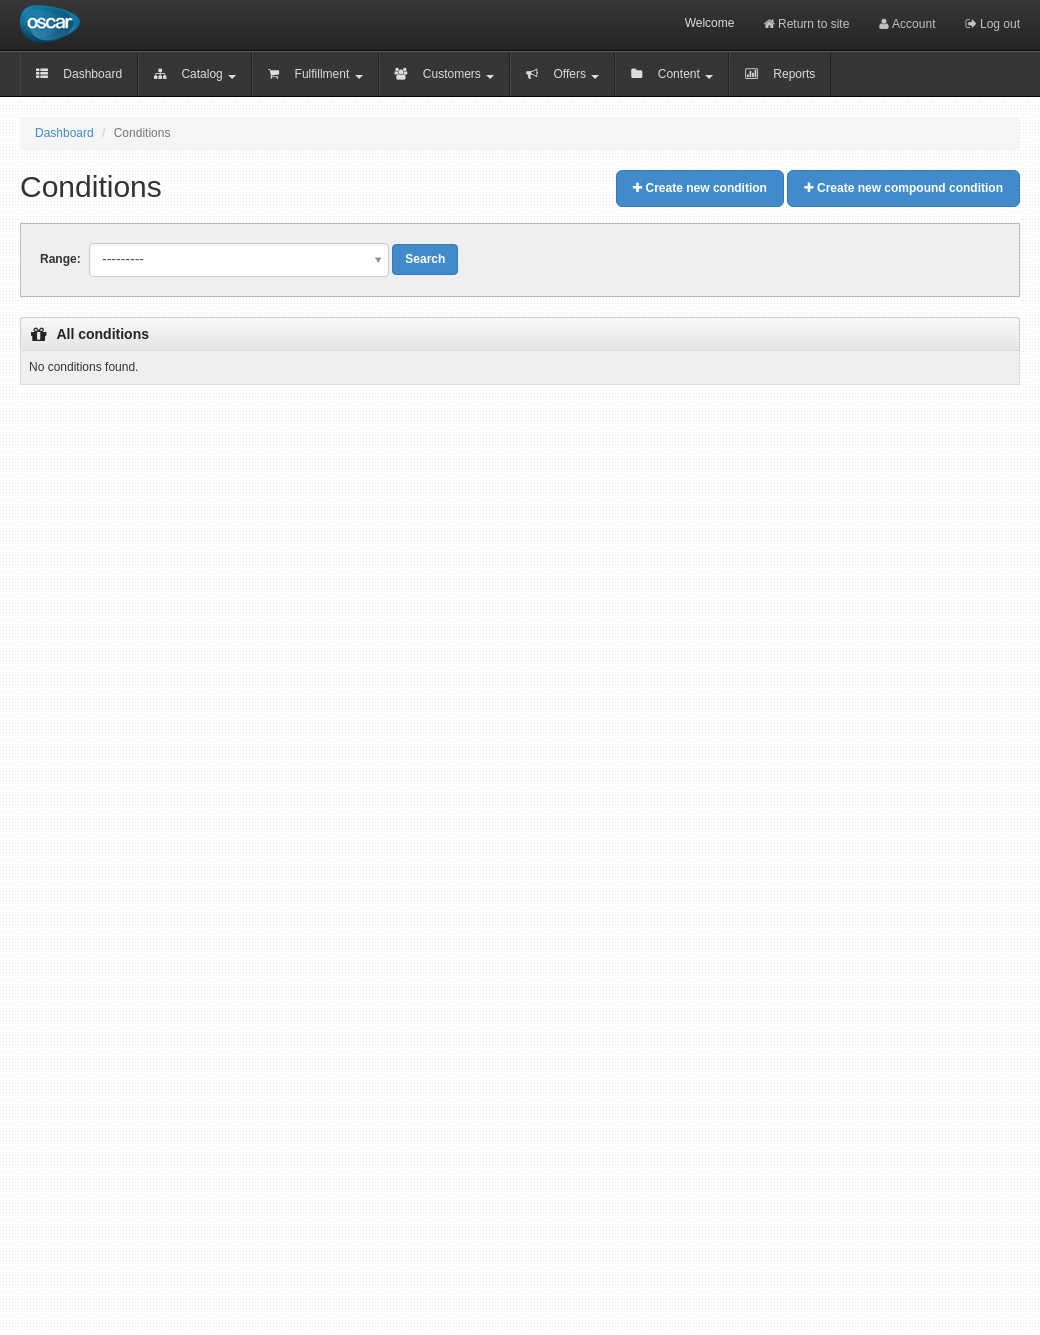 oscar
Welcome Return to site Account Log out
Dashboard Catalog Fulfillment Customers Offers Content Reports
Dashboard / Conditions
Conditions
Create new condition Create new compound condition
Range: --------- Search
All conditions
No conditions found.